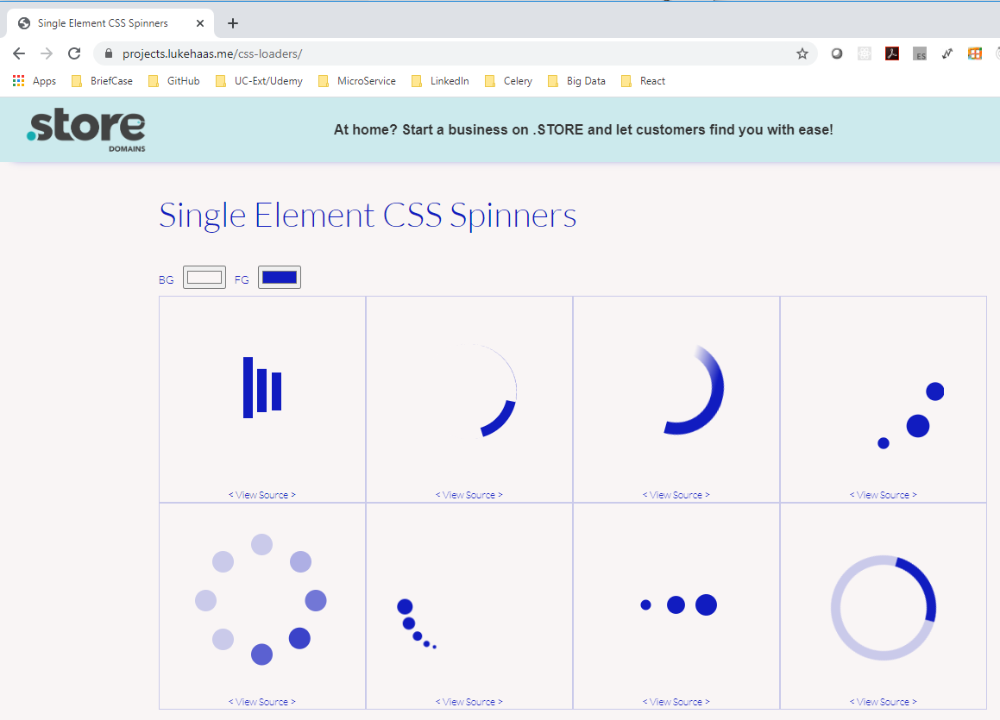 Single Element CSS Spinners
projects.lukehaas.me/css-loaders/
ES
Apps BriefCase GitHub UC-Ext/Udemy MicroService LinkedIn Celery Big Data React
.store
DOMAINS
At home? Start a business on .STORE and let customers find you with ease!
Single Element CSS Spinners
BG FG
< View Source > < View Source > < View Source > < View Source >
< View Source > < View Source > < View Source > < View Source >